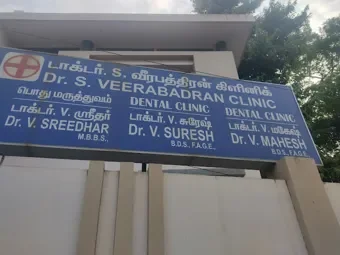 டாக்டர். S. வீரபத்திரன் கிளினிக்
Dr. S. VEERABADRAN CLINIC
பொது மருத்துவம்
டாக்டர். V. ஸ்ரீதர்
Dr. V. SREEDHAR
M.B.B.S.,
DENTAL CLINIC
டாக்டர். V. சுரேஷ்
Dr. V. SURESH
B.D.S., F.A.G.E.,
DENTAL CLINIC
டாக்டர். V. மகேஷ்
Dr. V. MAHESH
B.D.S., F.A.G.E.,